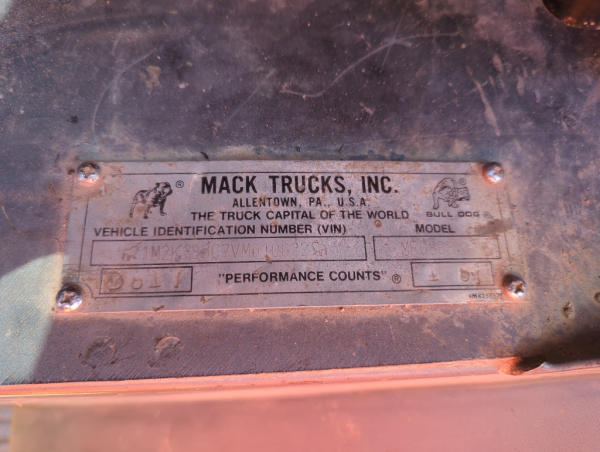 MACK TRUCKS, INC.
ALLENTOWN, PA., U.S.A.
THE TRUCK CAPITAL OF THE WORLD
BULL DOG
VEHICLE IDENTIFICATION NUMBER (VIN) MODEL
"PERFORMANCE COUNTS" ®